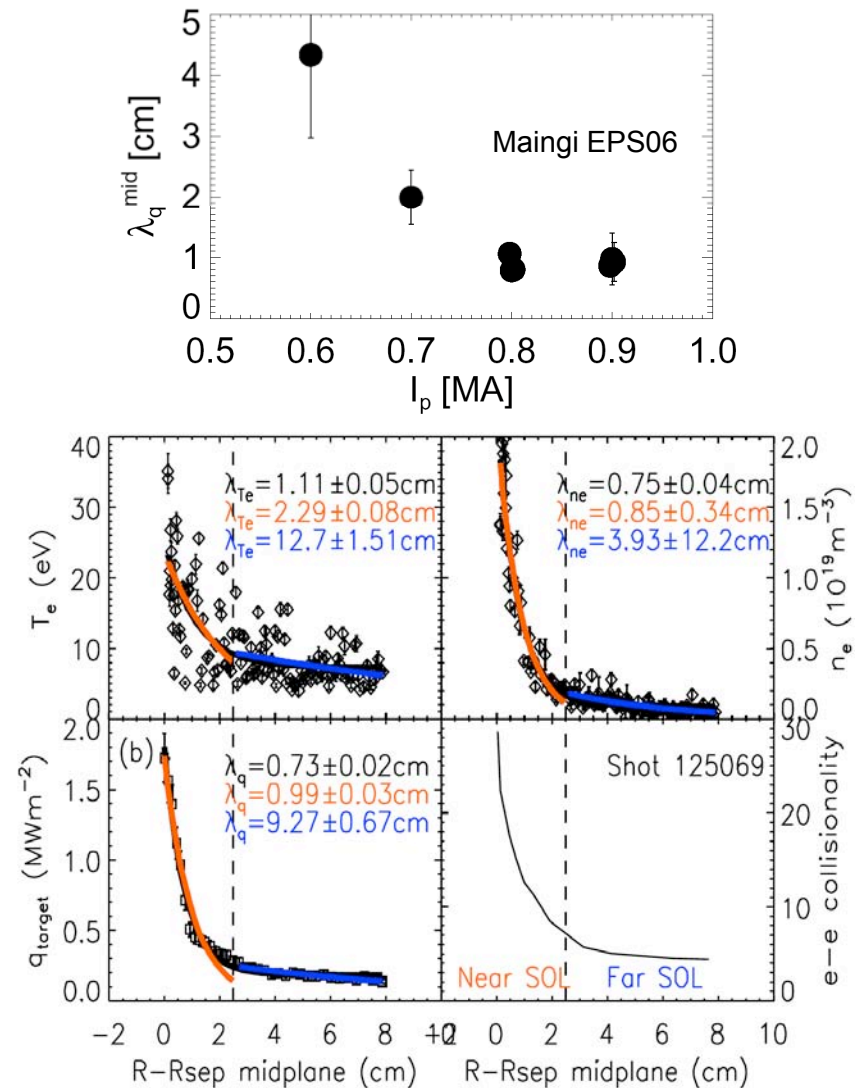 5
4
3
2
1
0
λq^mid [cm]
Maingi EPS06
0.5 0.6 0.7 0.8 0.9 1.0
Ip [MA]
40
30
20
10
0
Te (eV)
λTe=1.11±0.05cm
λTe=2.29±0.08cm
λTe=12.7±1.51cm
λne=0.75±0.04cm
λne=0.85±0.34cm
λne=3.93±12.2cm
2.0
1.5
1.0
0.5
0.0
ne (10^19 m^-3)
2.0
1.5
1.0
0.5
0.0
qtarget (MWm^-2)
(b)
λq=0.73±0.02cm
λq=0.99±0.03cm
λq=9.27±0.67cm
Shot 125069
Near SOL Far SOL
30
20
10
0
e-e collisionality
-2 0 2 4 6 8
0 2 4 6 8 10
R-Rsep midplane (cm) R-Rsep midplane (cm)